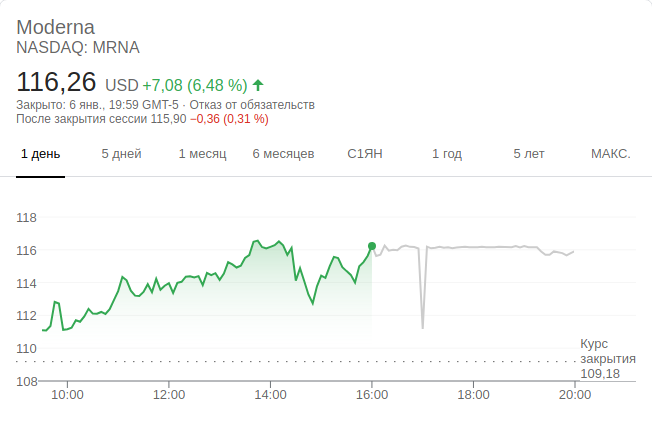 Moderna
NASDAQ: MRNA
116,26 USD +7,08 (6,48 %)
Закрыто: 6 янв., 19:59 GMT-5 · Отказ от обязательств
После закрытия сессии 115,90 −0,36 (0,31 %)
1 день 5 дней 1 месяц 6 месяцев С1ЯН 1 год 5 лет МАКС.
118
116
114
112
110
Курс
закрытия
109,18
108
10:00 12:00 14:00 16:00 18:00 20:00